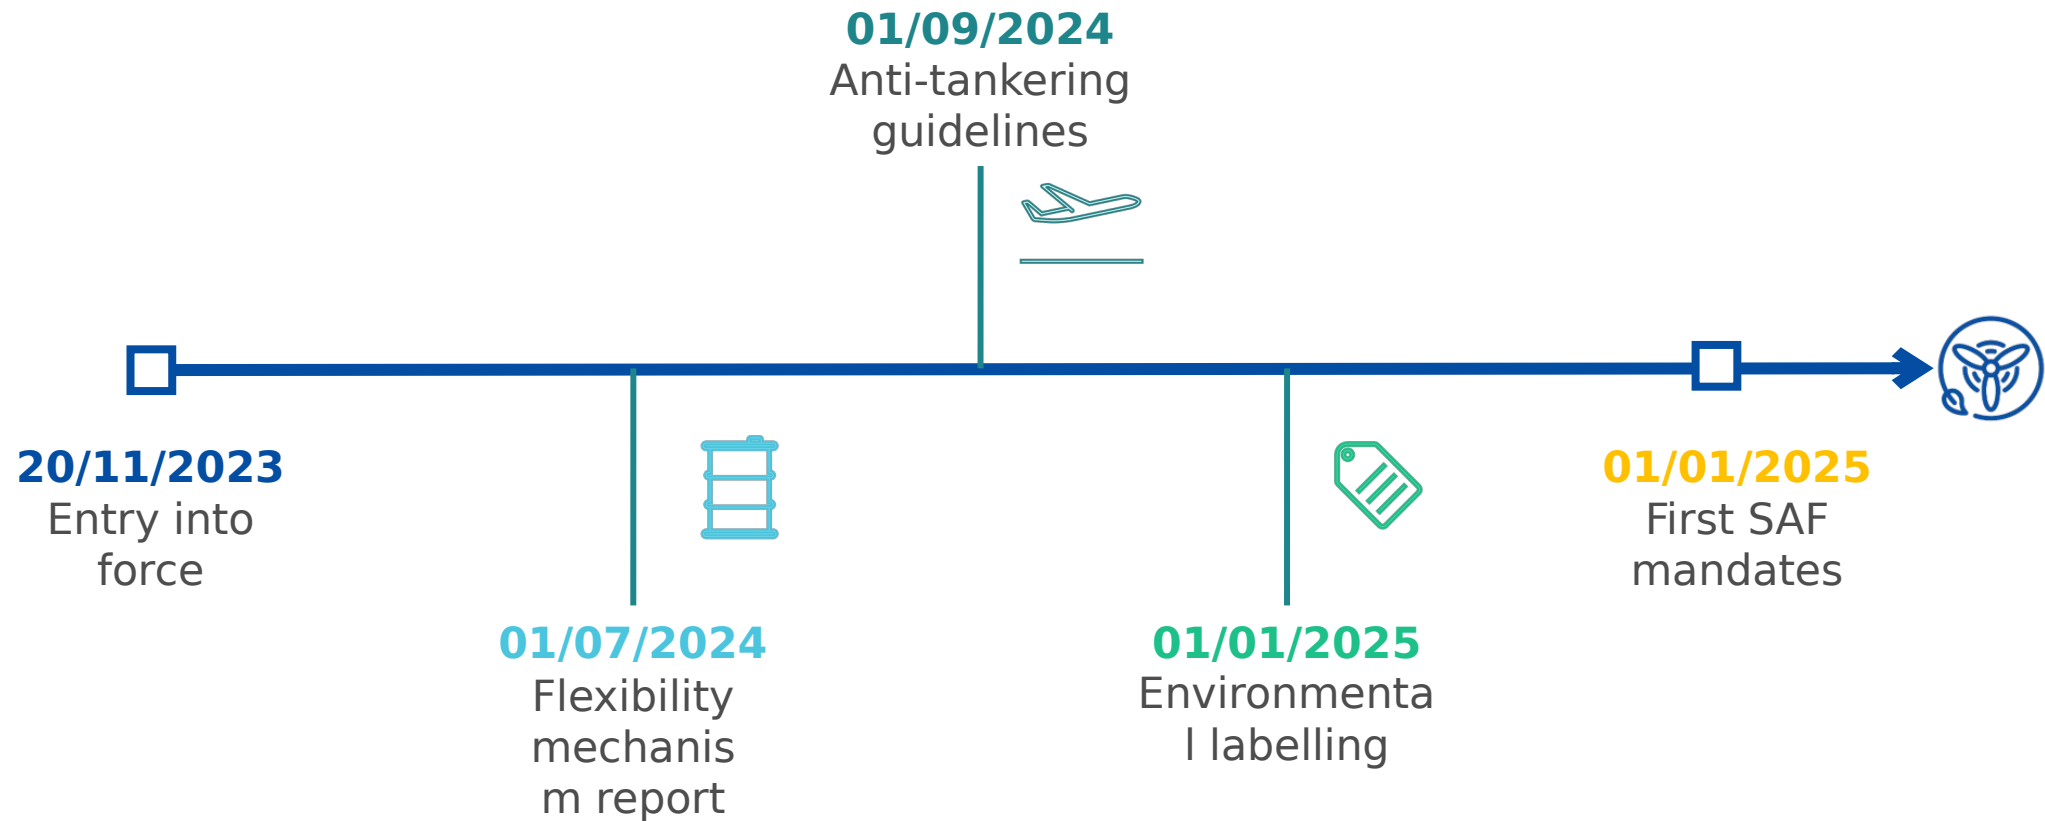 01/09/2024
Anti-tankering
guidelines
20/11/2023
Entry into
force
01/07/2024
Flexibility
mechanis
m report
01/01/2025
Environmenta
l labelling
01/01/2025
First SAF
mandates